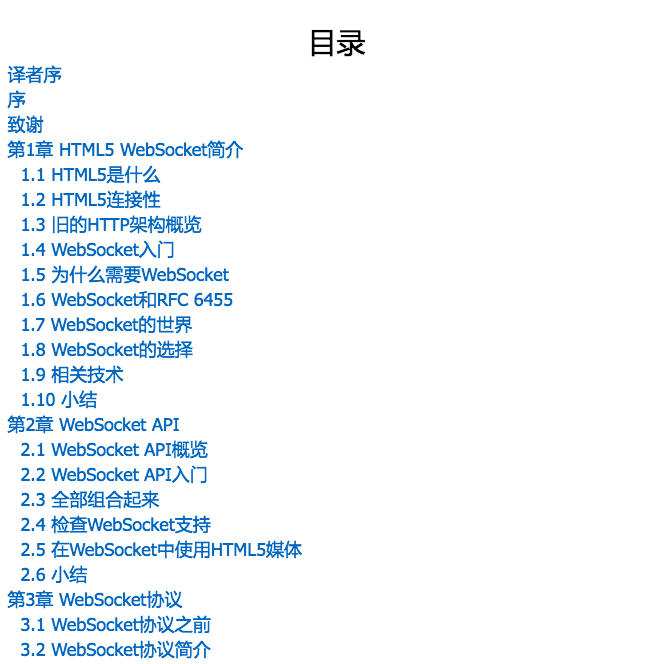 目录
译者序
序
致谢
第1章 HTML5 WebSocket简介
1.1 HTML5是什么
1.2 HTML5连接性
1.3 旧的HTTP架构概览
1.4 WebSocket入门
1.5 为什么需要WebSocket
1.6 WebSocket和RFC 6455
1.7 WebSocket的世界
1.8 WebSocket的选择
1.9 相关技术
1.10 小结
第2章 WebSocket API
2.1 WebSocket API概览
2.2 WebSocket API入门
2.3 全部组合起来
2.4 检查WebSocket支持
2.5 在WebSocket中使用HTML5媒体
2.6 小结
第3章 WebSocket协议
3.1 WebSocket协议之前
3.2 WebSocket协议简介